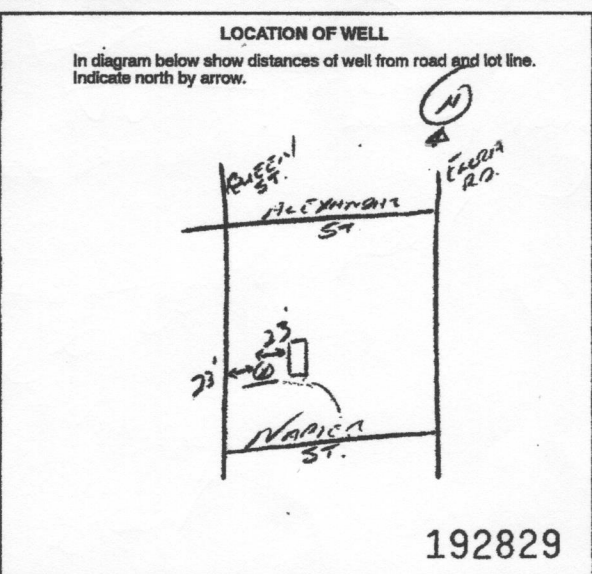 LOCATION OF WELL
In diagram below show distances of well from road and lot line.
Indicate north by arrow.
N
QUEEN
ST.
ELORA
RD.
ALEXANDER
ST
23'
23'
W
NAPIER
ST.
192829